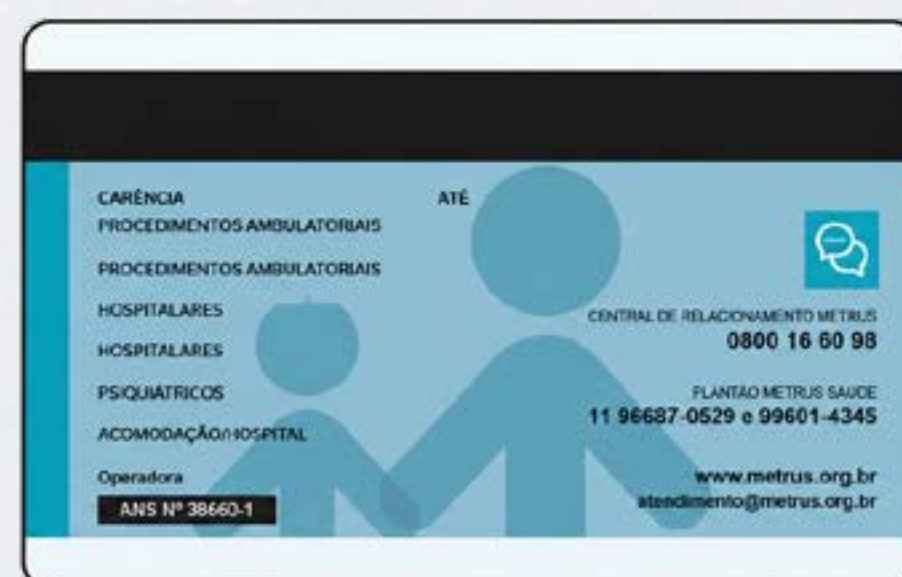 CARÊNCIA ATÉ
PROCEDIMENTOS AMBULATORIAIS
PROCEDIMENTOS AMBULATORIAIS
HOSPITALARES
HOSPITALARES
PSIQUIÁTRICOS
ACOMODAÇÃO/HOSPITAL
Operadora
ANS Nº 38660-1
CENTRAL DE RELACIONAMENTO METRUS
0800 16 60 98
PLANTÃO METRUS SAÚDE
11 96687-0529 e 99601-4345
www.metrus.org.br
atendimento@metrus.org.br